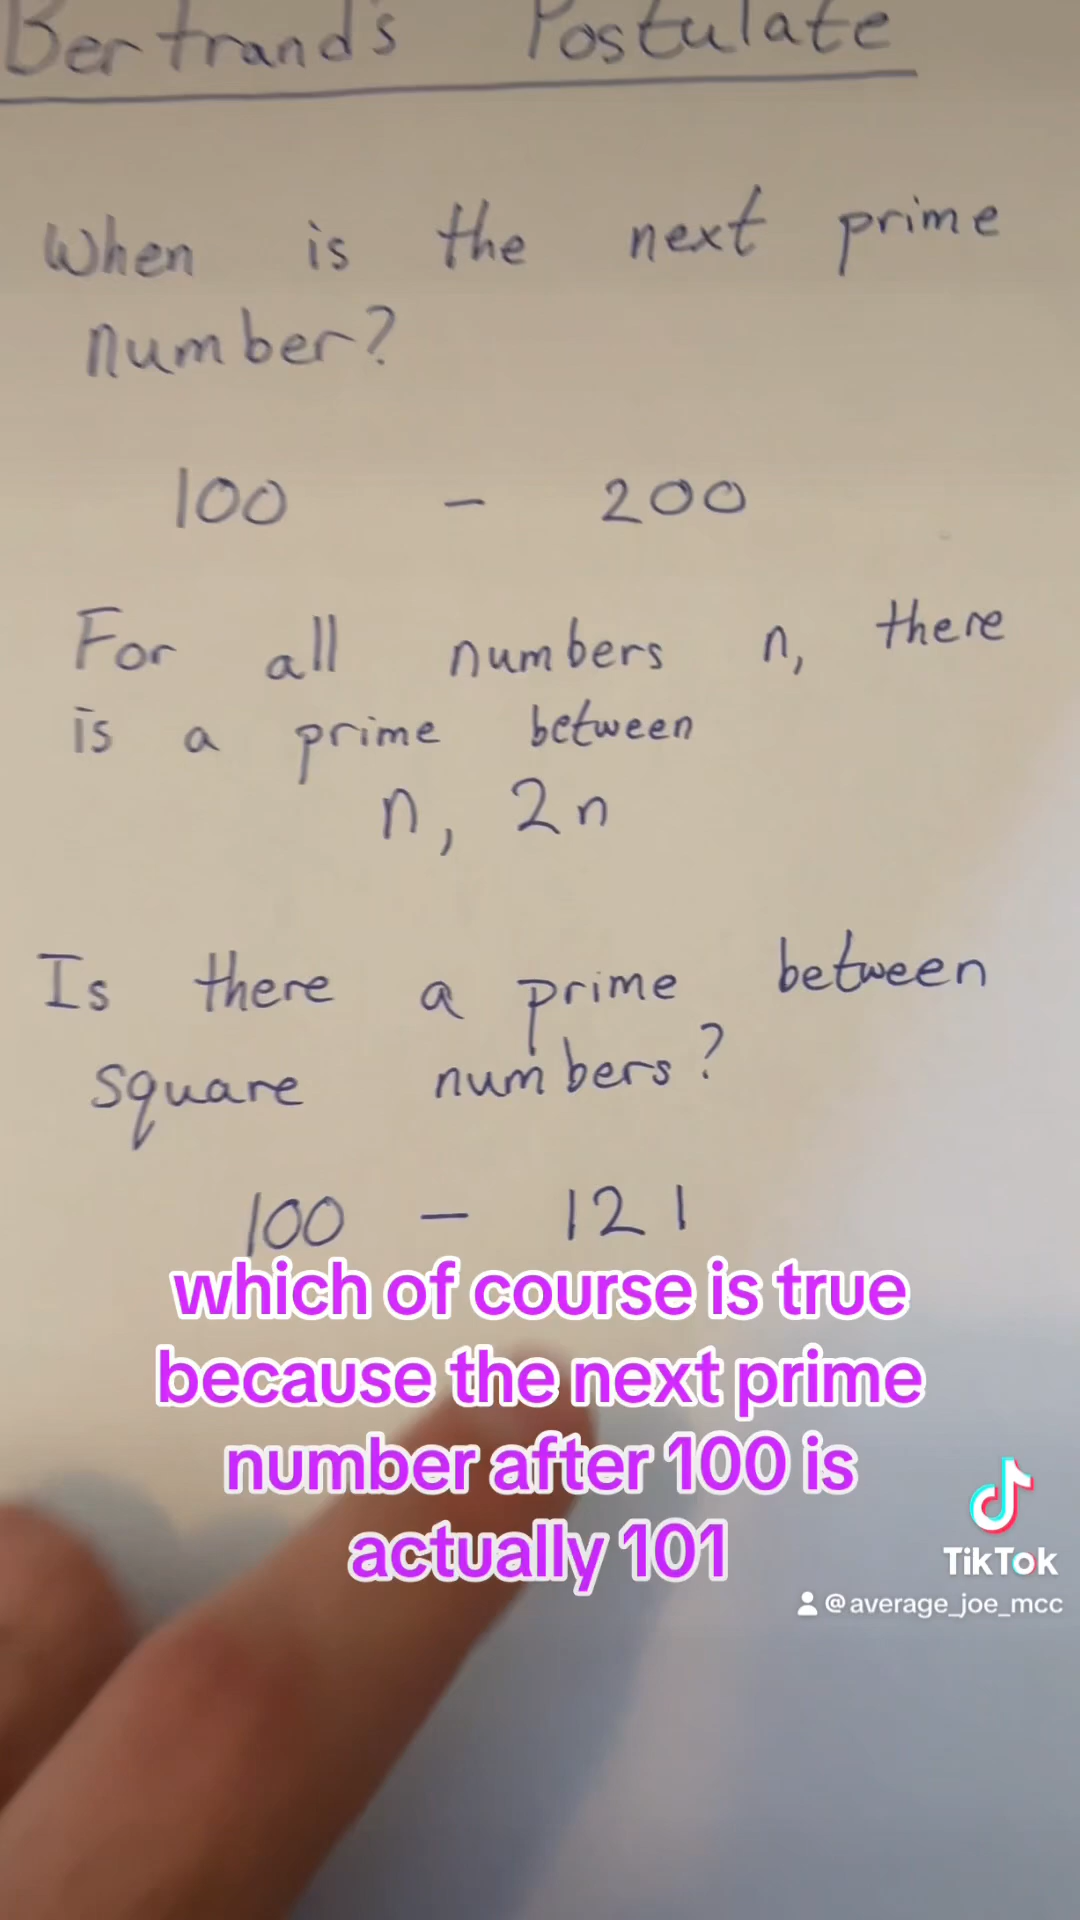 Bertrand's Postulate
When is the next prime
number?
100 - 200
For all numbers n, there
is a prime between
n, 2n
Is there a prime between
square numbers?
100 - 121
which of course is true
because the next prime
number after 100 is
actually 101
TikTok
@average_joe_mcc